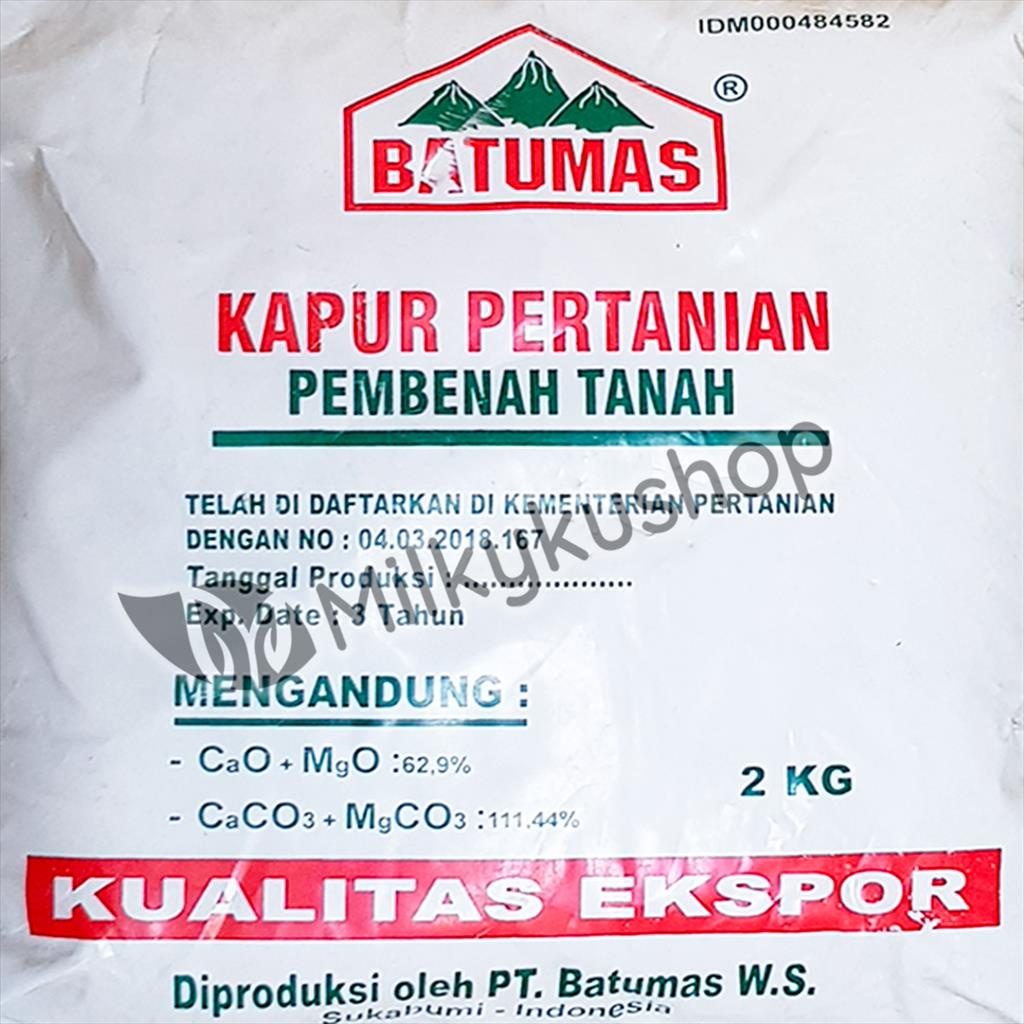 IDM000484582
®
BATUMAS
KAPUR PERTANIAN
PEMBENAH TANAH
TELAH DI DAFTARKAN DI KEMENTERIAN PERTANIAN
DENGAN NO : 04.03.2018.167
Tanggal Produksi : ...................
Exp. Date : 3 Tahun
Milkykushop
MENGANDUNG :
- CaO + MgO : 62,9%
2 KG
- CaCO3 + MgCO3 : 111.44%
KUALITAS EKSPOR
Diproduksi oleh PT. Batumas W.S.
Sukabumi - Indonesia